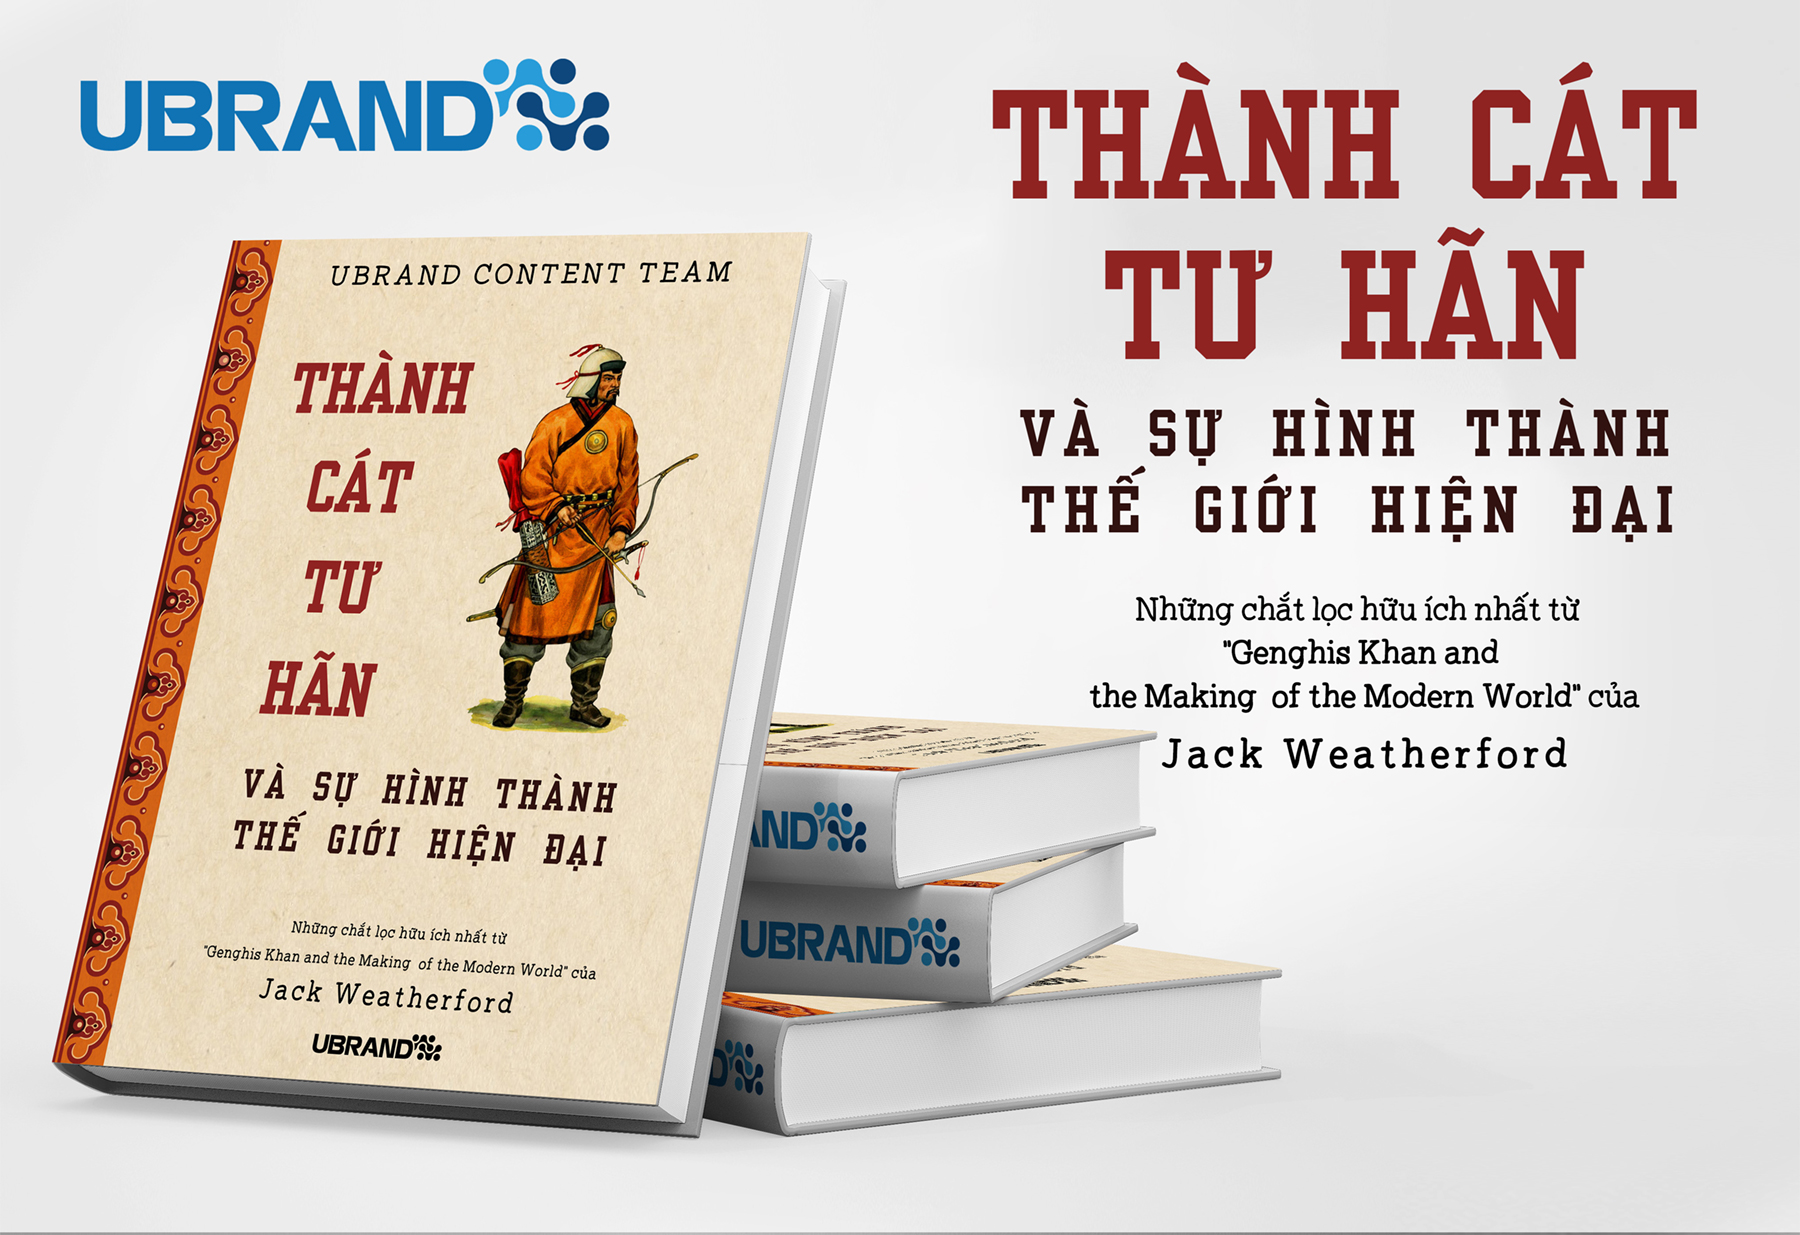 UBRAND
THÀNH CÁT
TƯ HÃN
VÀ SỰ HÌNH THÀNH
THẾ GIỚI HIỆN ĐẠI
Những chắt lọc hữu ích nhất từ
"Genghis Khan and
the Making of the Modern World" của
Jack Weatherford
UBRAND CONTENT TEAM
THÀNH
CÁT
TƯ
HÃN
VÀ SỰ HÌNH THÀNH
THẾ GIỚI HIỆN ĐẠI
Những chắt lọc hữu ích nhất từ
"Genghis Khan and the Making of the Modern World" của
Jack Weatherford
UBRAND
AND
UBRAND
D